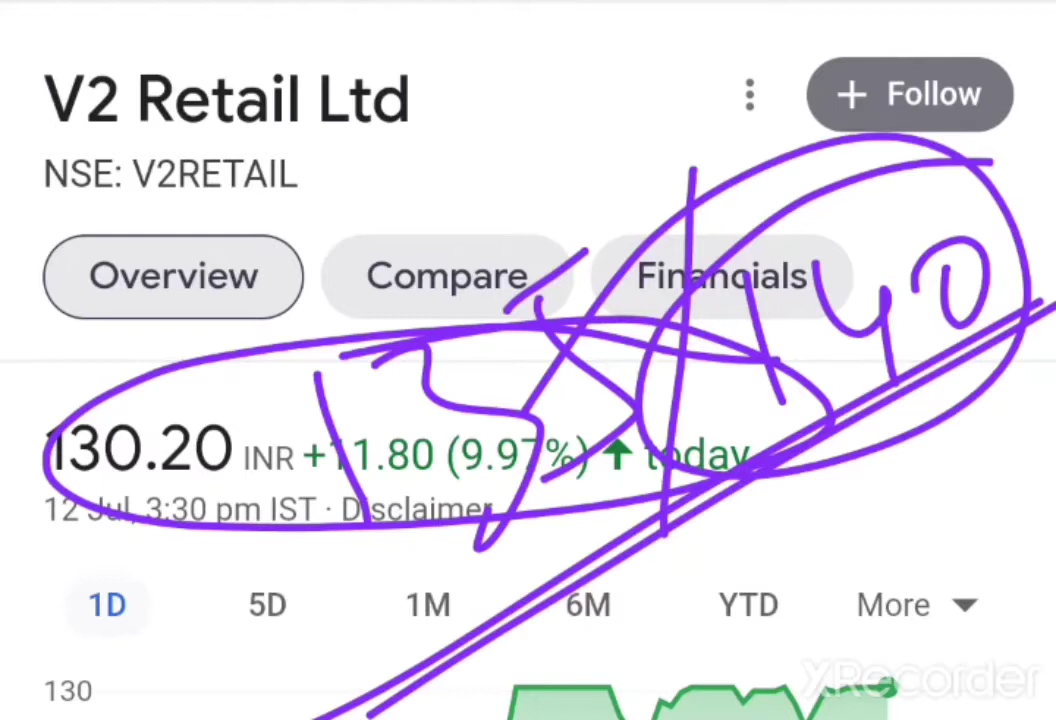 V2 Retail Ltd
+ Follow
NSE: V2RETAIL
Overview Compare Financials
140
130.20 INR +11.80 (9.97%) ↑ today
12 Jul, 3:30 pm IST · Disclaimer
1D 5D 1M 6M YTD More
130
XRecorder